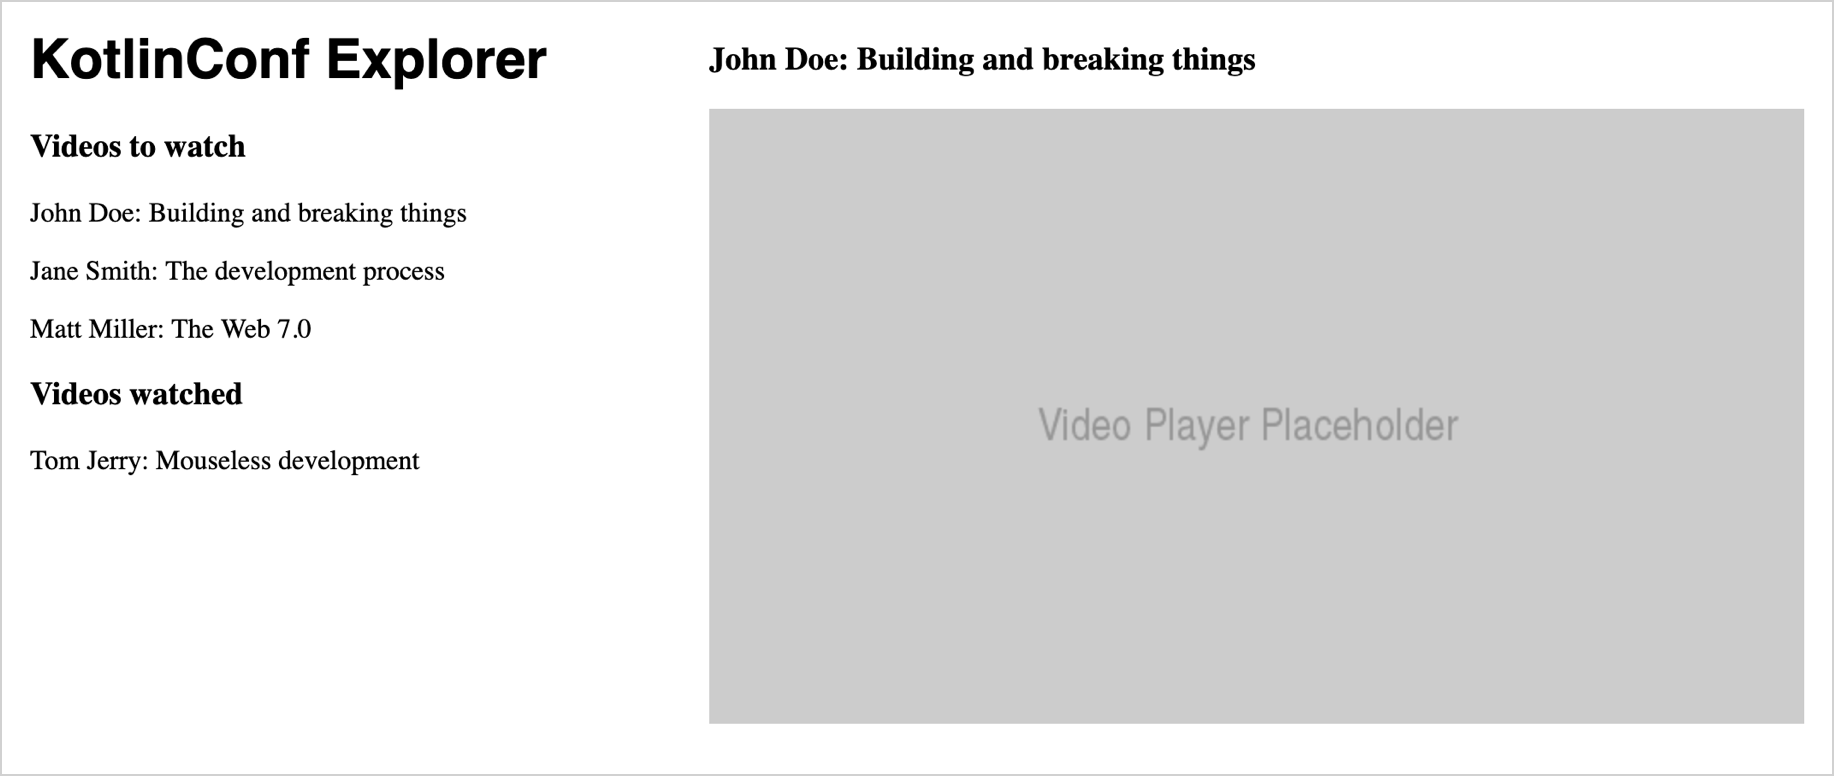 KotlinConf Explorer
Videos to watch
John Doe: Building and breaking things
Jane Smith: The development process
Matt Miller: The Web 7.0
Videos watched
Tom Jerry: Mouseless development
John Doe: Building and breaking things
Video Player Placeholder